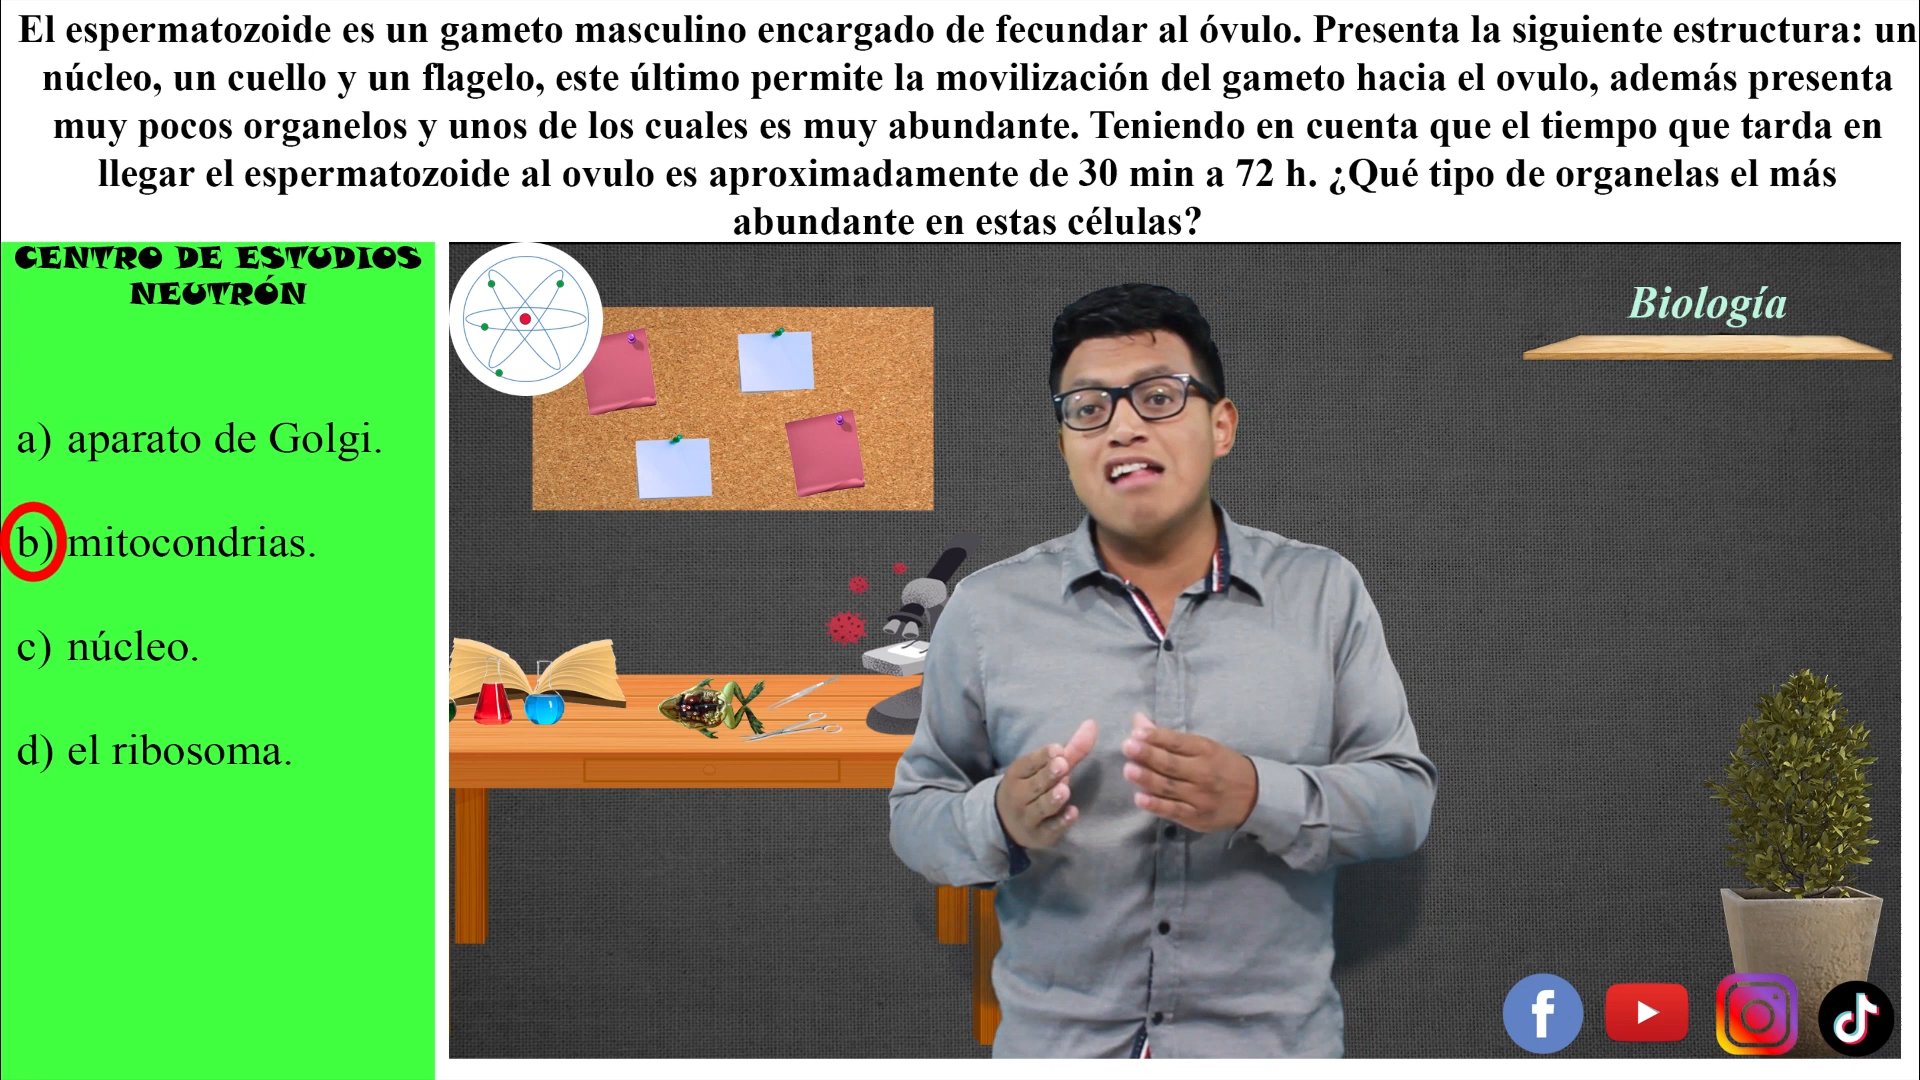 El espermatozoide es un gameto masculino encargado de fecundar al óvulo. Presenta la siguiente estructura: un
núcleo, un cuello y un flagelo, este último permite la movilización del gameto hacia el ovulo, además presenta
muy pocos organelos y unos de los cuales es muy abundante. Teniendo en cuenta que el tiempo que tarda en
llegar el espermatozoide al ovulo es aproximadamente de 30 min a 72 h. ¿Qué tipo de organelas el más
abundante en estas células?
CENTRO DE ESTUDIOS
NEUTRÓN
Biología
a) aparato de Golgi.
b) mitocondrias.
c) núcleo.
d) el ribosoma.